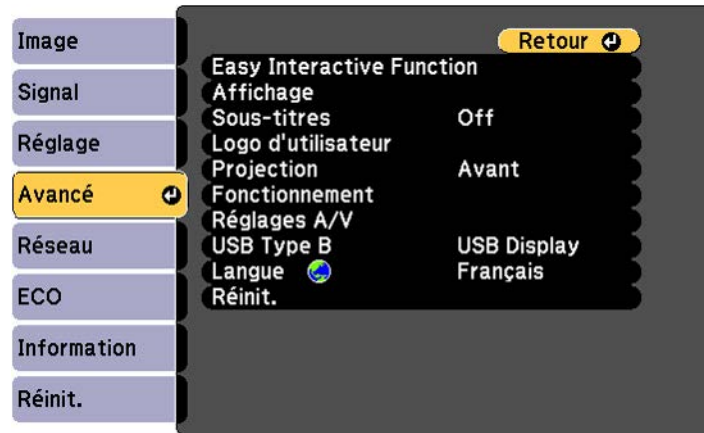 Image
Signal
Réglage
Avancé
Réseau
ECO
Information
Réinit.
Retour
Easy Interactive Function
Affichage
Sous-titres Off
Logo d'utilisateur
Projection Avant
Fonctionnement
Réglages A/V
USB Type B USB Display
Langue Français
Réinit.